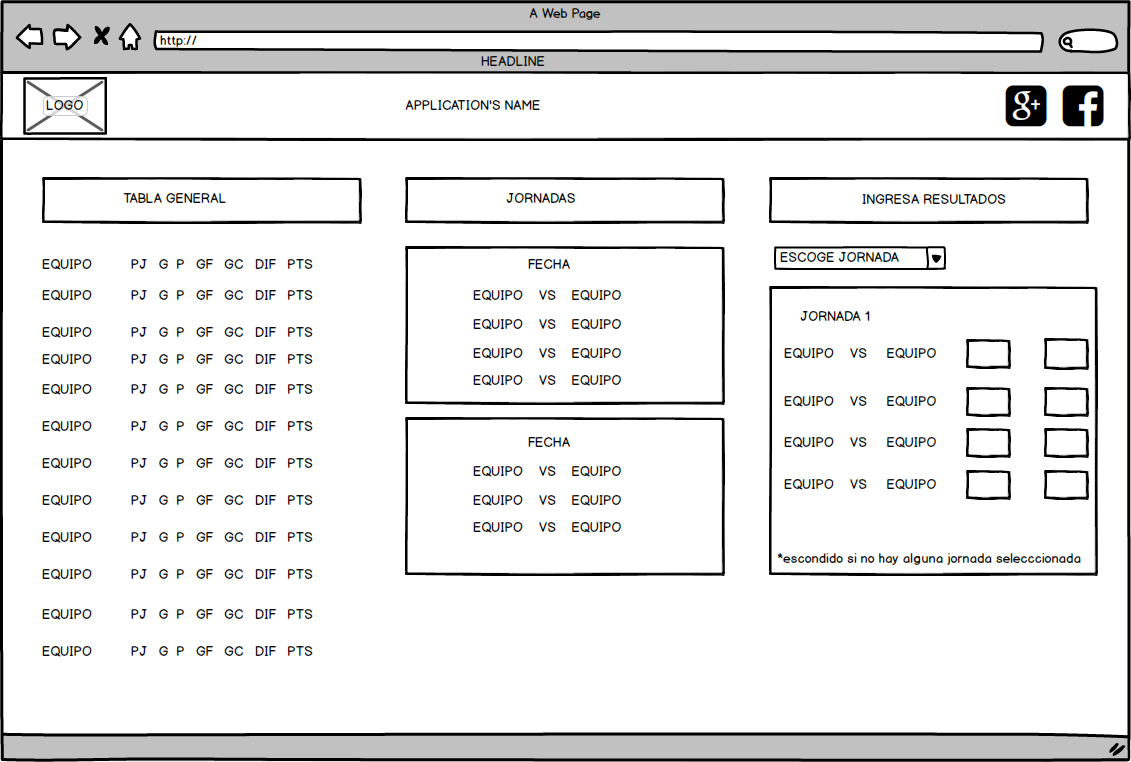 A Web Page
http://
HEADLINE
LOGO
APPLICATION'S NAME
g+ f
TABLA GENERAL
EQUIPO PJ G P GF GC DIF PTS
EQUIPO PJ G P GF GC DIF PTS
EQUIPO PJ G P GF GC DIF PTS
EQUIPO PJ G P GF GC DIF PTS
EQUIPO PJ G P GF GC DIF PTS
EQUIPO PJ G P GF GC DIF PTS
EQUIPO PJ G P GF GC DIF PTS
EQUIPO PJ G P GF GC DIF PTS
EQUIPO PJ G P GF GC DIF PTS
EQUIPO PJ G P GF GC DIF PTS
EQUIPO PJ G P GF GC DIF PTS
EQUIPO PJ G P GF GC DIF PTS
JORNADAS
FECHA
EQUIPO VS EQUIPO
EQUIPO VS EQUIPO
EQUIPO VS EQUIPO
EQUIPO VS EQUIPO
FECHA
EQUIPO VS EQUIPO
EQUIPO VS EQUIPO
EQUIPO VS EQUIPO
INGRESA RESULTADOS
ESCOGE JORNADA
JORNADA 1
EQUIPO VS EQUIPO
EQUIPO VS EQUIPO
EQUIPO VS EQUIPO
EQUIPO VS EQUIPO
*escondido si no hay alguna jornada selecccionada